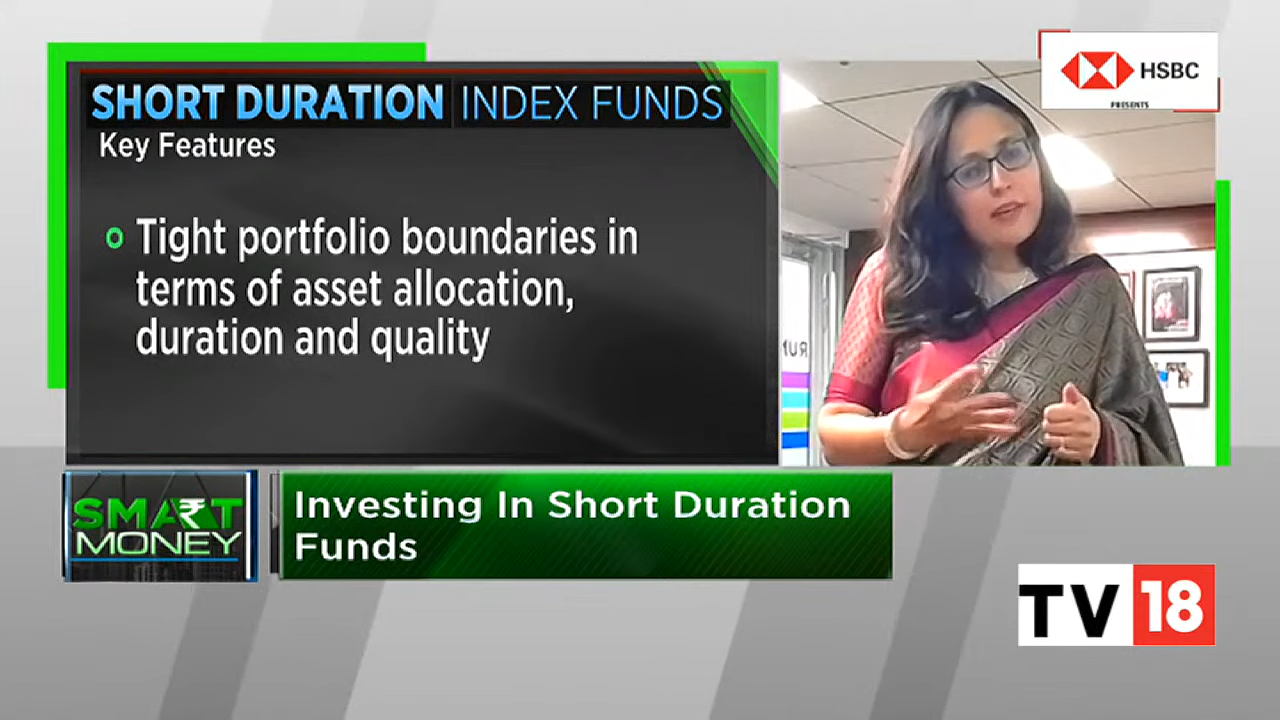 SHORT DURATION INDEX FUNDS
Key Features
Tight portfolio boundaries in
terms of asset allocation,
duration and quality
HSBC
PRESENTS
RUM
SMART
MONEY
Investing In Short Duration
Funds
TV18